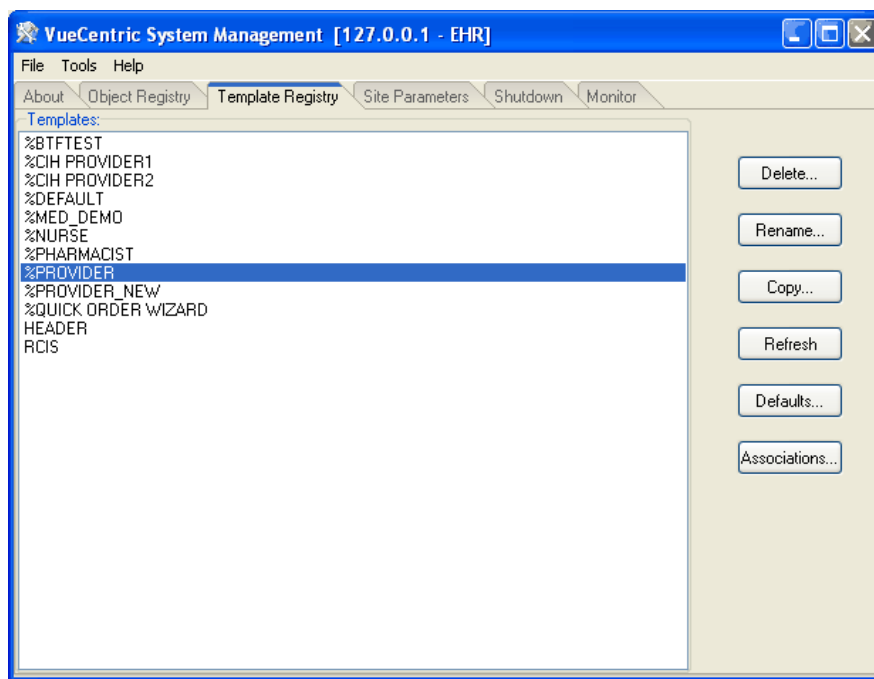 VueCentric System Management [127.0.0.1 - EHR]
File Tools Help
About Object Registry Template Registry Site Parameters Shutdown Monitor
Templates:
%BTFTEST
%CIH PROVIDER1
%CIH PROVIDER2
%DEFAULT
%MED_DEMO
%NURSE
%PHARMACIST
%PROVIDER
%PROVIDER_NEW
%QUICK ORDER WIZARD
HEADER
RCIS
Delete...
Rename...
Copy...
Refresh
Defaults...
Associations...